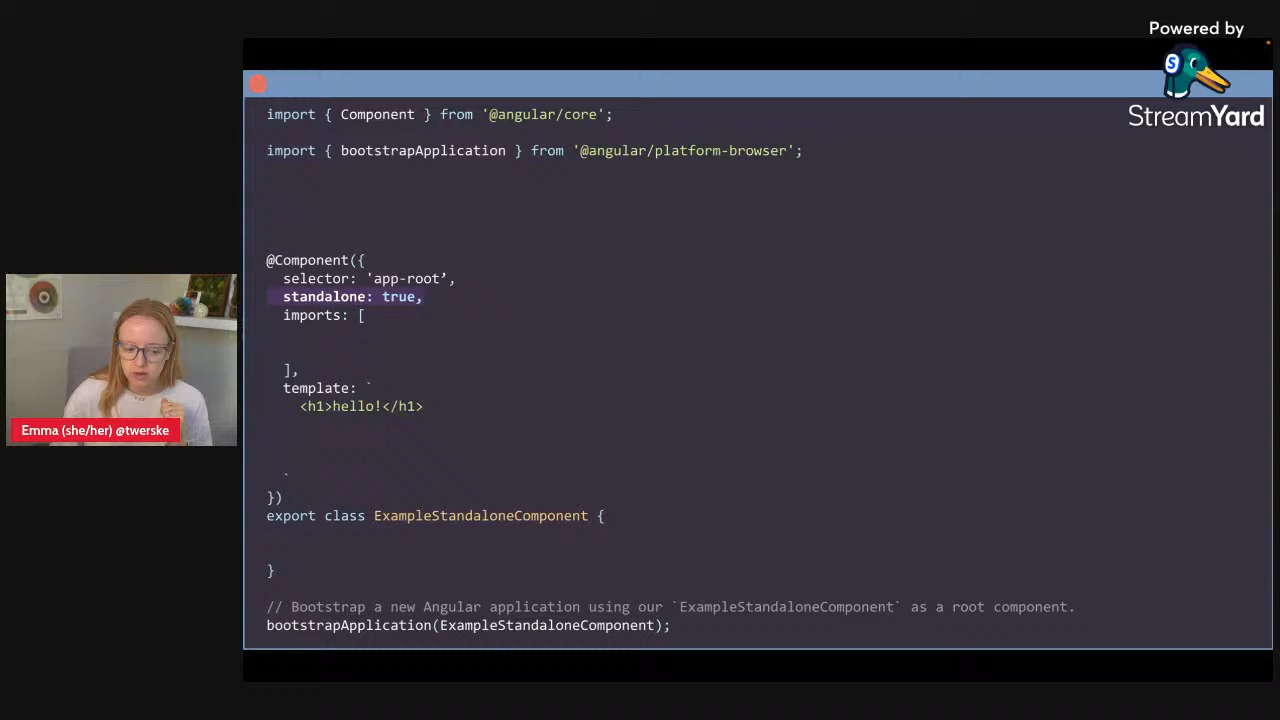 Powered by
StreamYard
import { Component } from '@angular/core';
import { bootstrapApplication } from '@angular/platform-browser';
@Component({
selector: 'app-root’,
standalone: true,
imports: [
],
template: `
<h1>hello!</h1>
`
})
export class ExampleStandaloneComponent {
}
// Bootstrap a new Angular application using our `ExampleStandaloneComponent` as a root component.
bootstrapApplication(ExampleStandaloneComponent);
Emma (she/her) @twerske